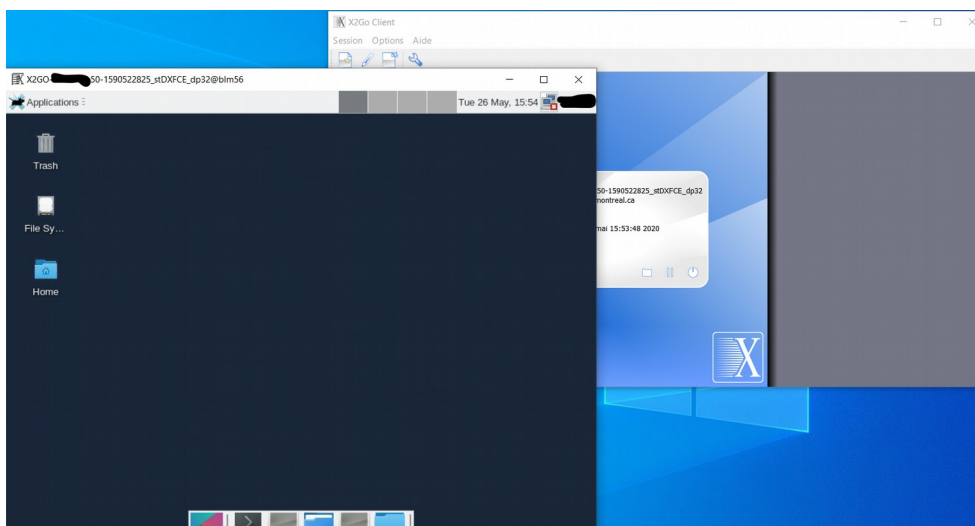 X2Go Client
Session Options Aide
X2GO- 50-1590522825_stDXFCE_dp32@blm56
Applications
Tue 26 May, 15:54
Trash
File Sy...
Home
50-1590522825_stDXFCE_dp32
montreal.ca
mai 15:53:48 2020
X